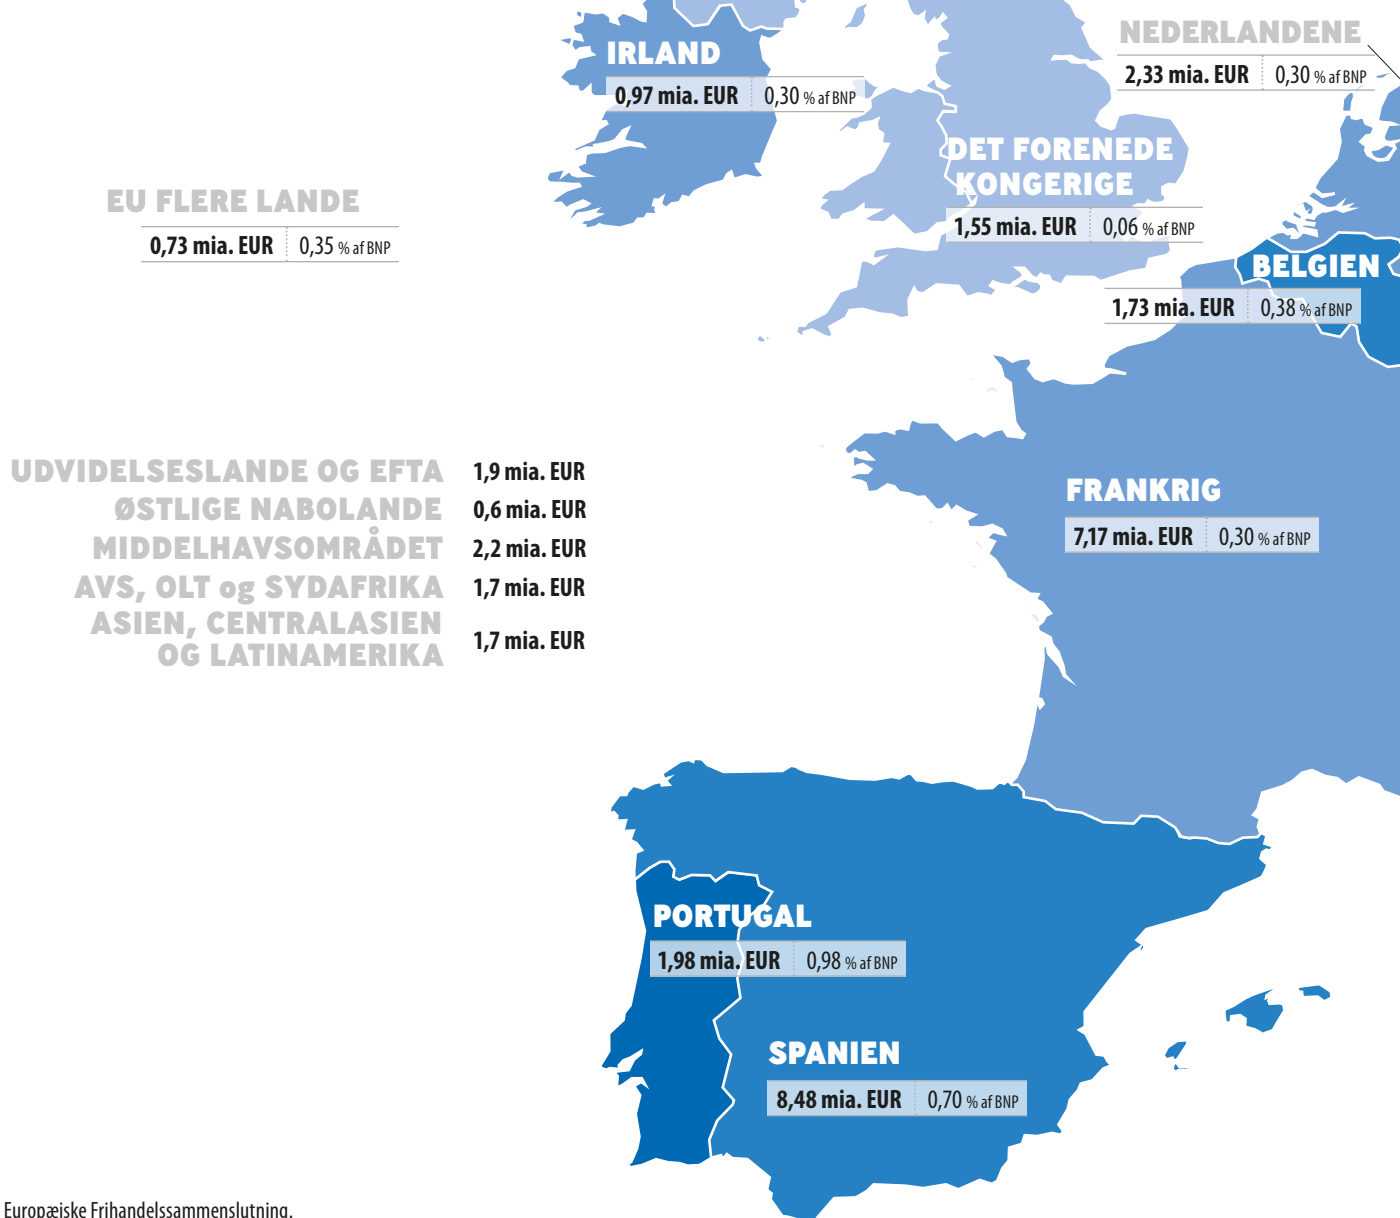 NEDERLANDENE
2,33 mia. EUR 0,30 % af BNP
IRLAND
0,97 mia. EUR 0,30 % af BNP
DET FORENEDE
KONGERIGE
1,55 mia. EUR 0,06 % af BNP
EU FLERE LANDE
0,73 mia. EUR 0,35 % af BNP
BELGIEN
1,73 mia. EUR 0,38 % af BNP
UDVIDELSESLANDE OG EFTA 1,9 mia. EUR
ØSTLIGE NABOLANDE 0,6 mia. EUR
MIDDELHAVSOMRÅDET 2,2 mia. EUR
AVS, OLT og SYDAFRIKA 1,7 mia. EUR
ASIEN, CENTRALASIEN
OG LATINAMERIKA 1,7 mia. EUR
FRANKRIG
7,17 mia. EUR 0,30 % af BNP
PORTUGAL
1,98 mia. EUR 0,98 % af BNP
SPANIEN
8,48 mia. EUR 0,70 % af BNP
Europæiske Frihandelssammenslutning.